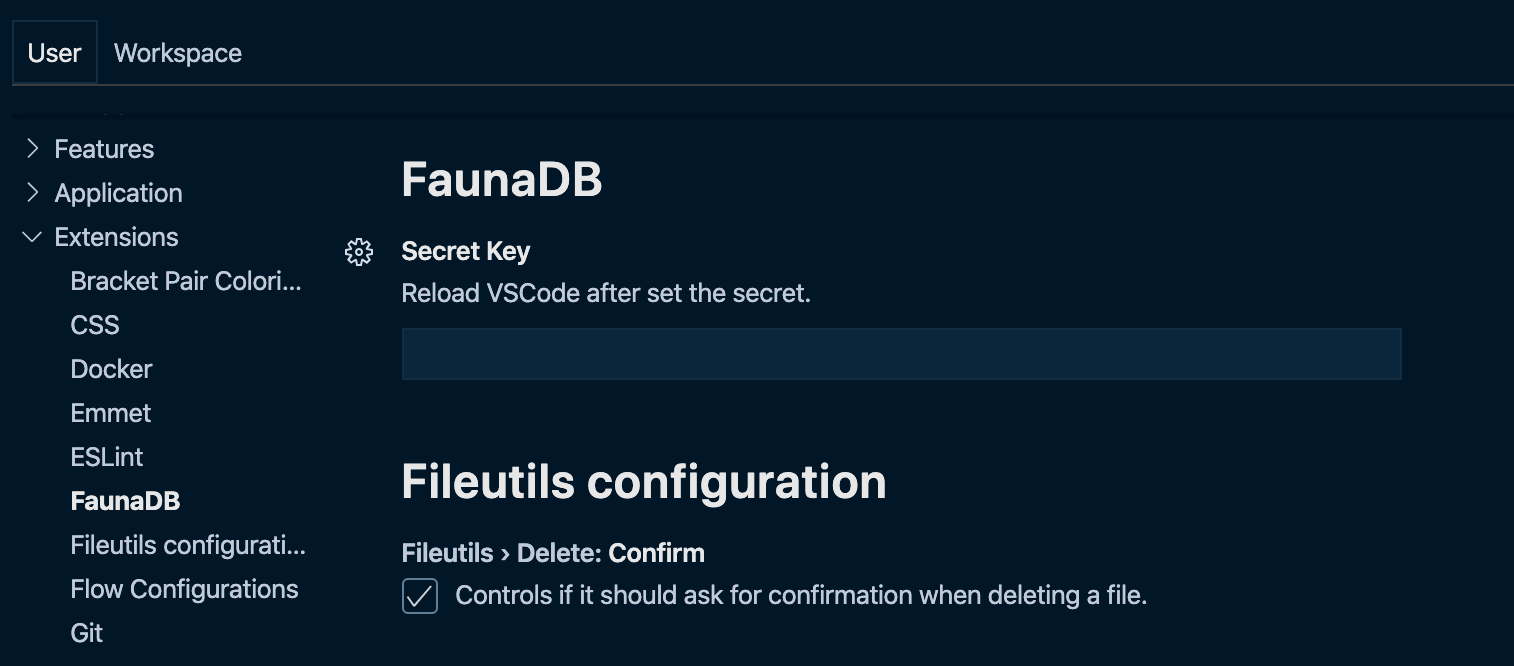 User Workspace
Features
Application
Extensions
Bracket Pair Colori...
CSS
Docker
Emmet
ESLint
FaunaDB
Fileutils configurati...
Flow Configurations
Git
FaunaDB
Secret Key
Reload VSCode after set the secret.
Fileutils configuration
Fileutils › Delete: Confirm
Controls if it should ask for confirmation when deleting a file.